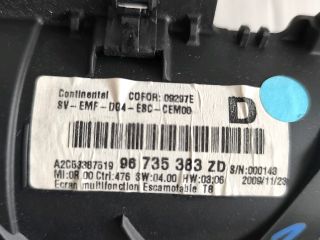 Continental COFOR: 09297E
SV-EMF-DG4-EBC-CEM00
D
A2C53387519 96 735 383 ZD S/N:000143
MI:OR.00 Ctrl:476 SW:04.00 HW:03;06 2009/11/23
Ecran multifonction Escamotable T8